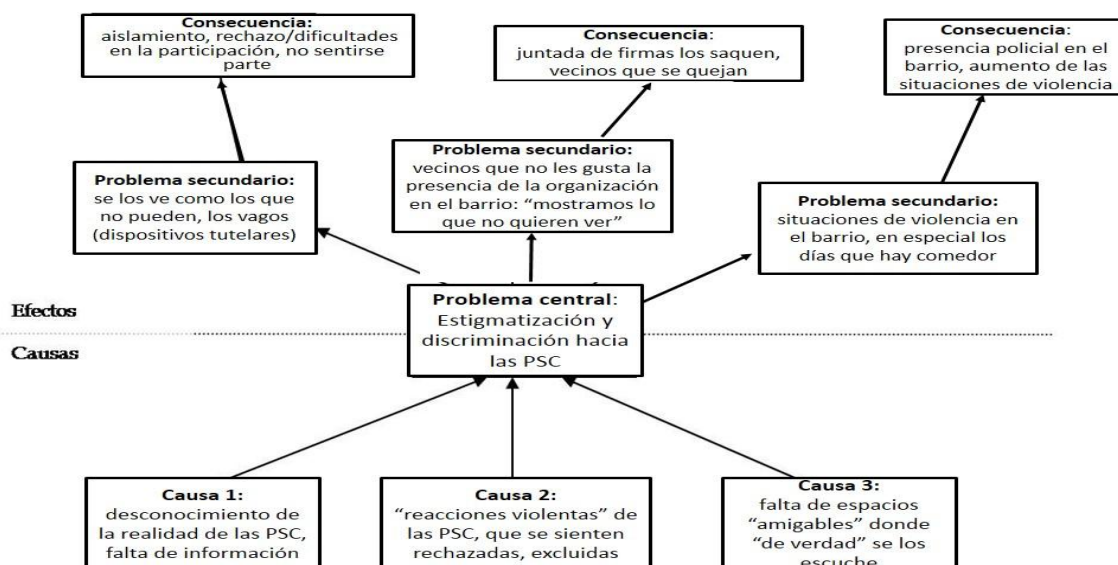 Consecuencia:
aislamiento, rechazo/dificultades
en la participación, no sentirse
parte
Consecuencia:
juntada de firmas los saquen,
vecinos que se quejan
Consecuencia:
presencia policial en el
barrio, aumento de las
situaciones de violencia
Problema secundario:
se los ve como los que
no pueden, los vagos
(dispositivos tutelares)
Problema secundario:
vecinos que no les gusta la
presencia de la organización
en el barrio: “mostramos lo
que no quieren ver”
Problema secundario:
situaciones de violencia en
el barrio, en especial los
días que hay comedor
Efectos
Causas
Problema central:
Estigmatización y
discriminación hacia
las PSC
Causa 1:
desconocimiento de
la realidad de las PSC,
falta de información
Causa 2:
“reacciones violentas” de
las PSC, que se sienten
rechazadas, excluidas
Causa 3:
falta de espacios
“amigables” donde
“de verdad” se los
escuche